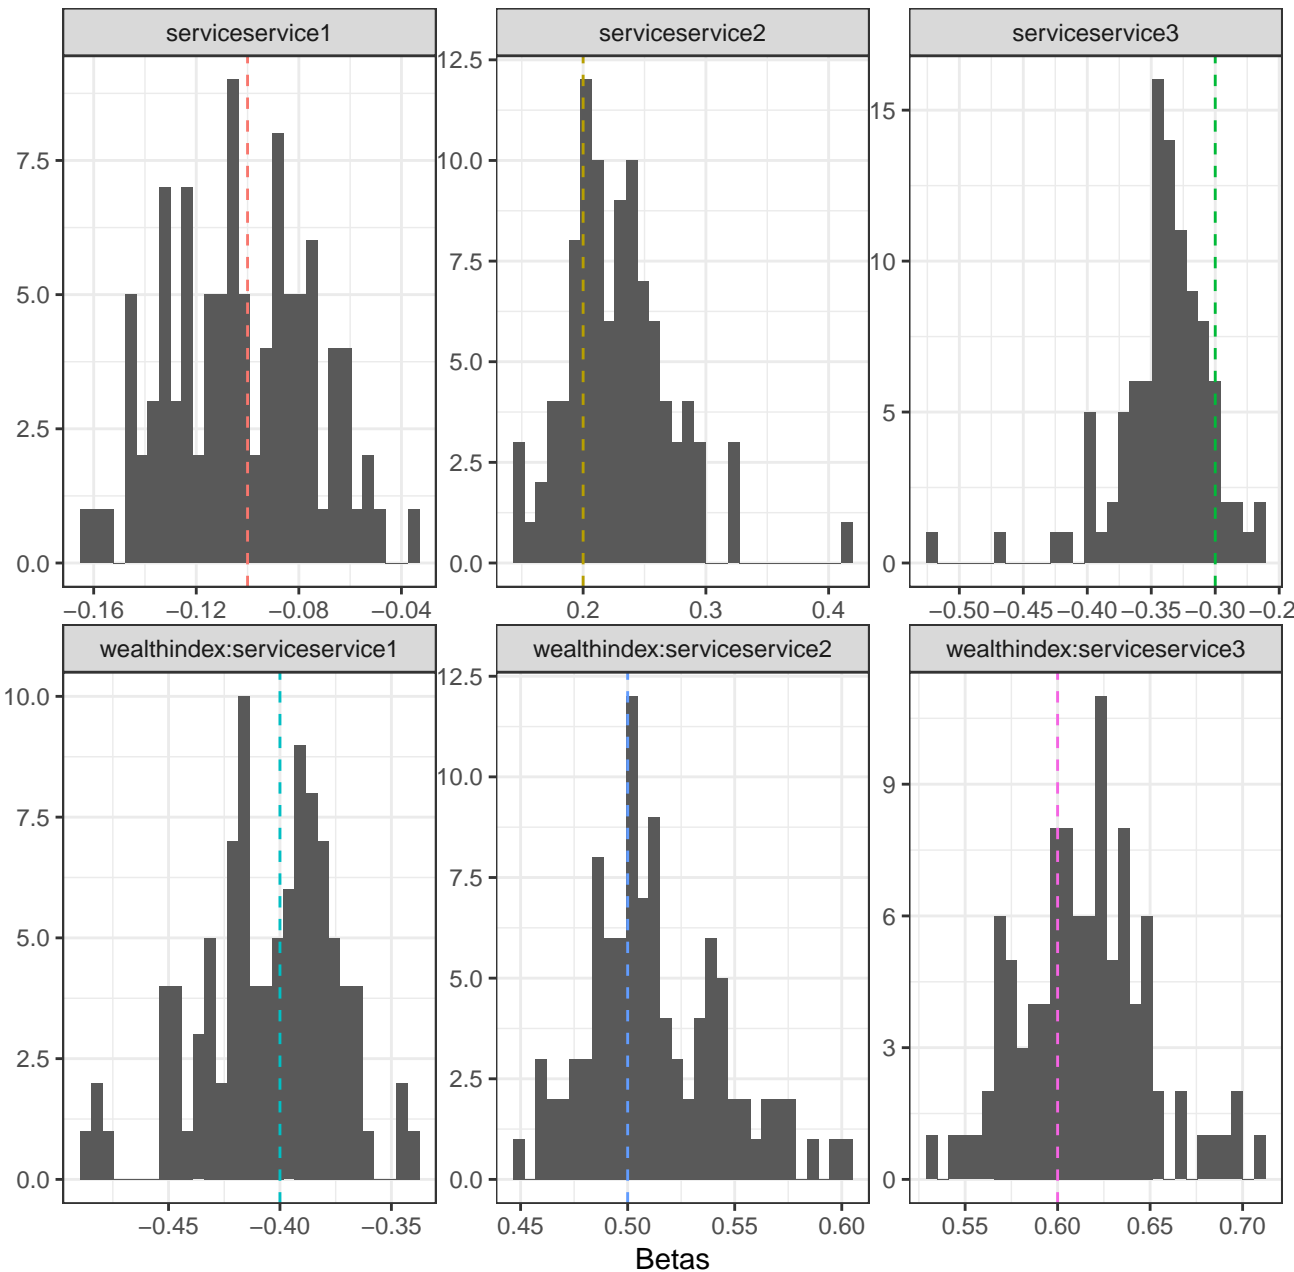 serviceservice1 serviceservice2 serviceservice3
12.5
7.5 10.0 15
7.5 10
5.0
5.0
2.5 5
2.5
0.0 0.0 0
−0.16 −0.12 −0.08 −0.04 0.2 0.3 0.4 −0.50 −0.45 −0.40 −0.35 −0.30 −0.2
wealthindex:serviceservice1 wealthindex:serviceservice2 wealthindex:serviceservice3
12.5
10.0
10.0 9
7.5
7.5
5.0 6
5.0
2.5 2.5 3
0.0 0.0 0
−0.45 −0.40 −0.35 0.45 0.50 0.55 0.60 0.55 0.60 0.65 0.70
Betas